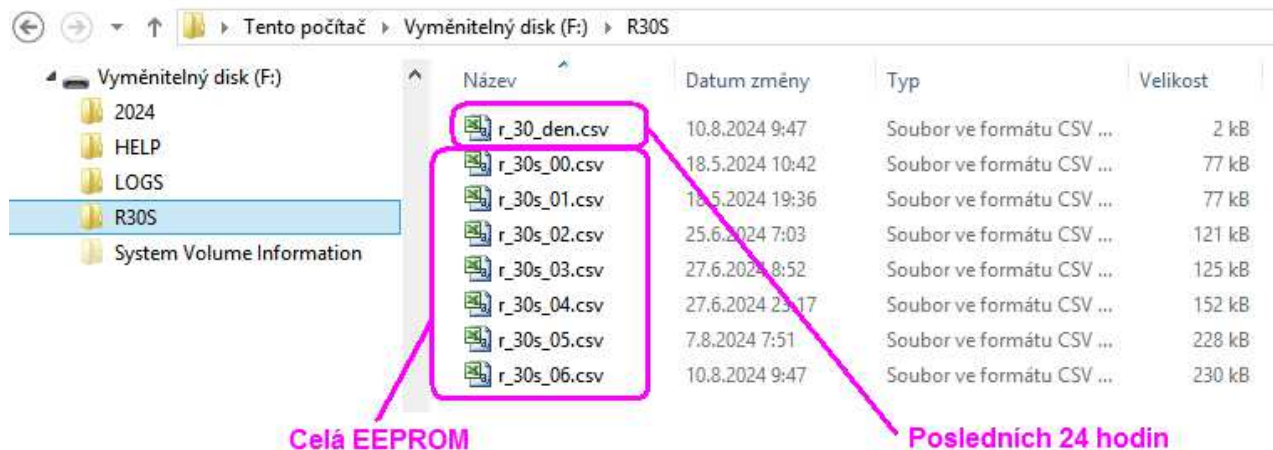 Tento počítač Vyměnitelný disk (F:) R30S
Vyměnitelný disk (F:)
2024
HELP
LOGS
R30S
System Volume Information
Název Datum změny Typ Velikost
r_30_den.csv 10.8.2024 9:47 Soubor ve formátu CSV ... 2 kB
r_30s_00.csv 18.5.2024 10:42 Soubor ve formátu CSV ... 77 kB
r_30s_01.csv 18.5.2024 19:36 Soubor ve formátu CSV ... 77 kB
r_30s_02.csv 25.6.2024 7:03 Soubor ve formátu CSV ... 121 kB
r_30s_03.csv 27.6.2024 8:52 Soubor ve formátu CSV ... 125 kB
r_30s_04.csv 27.6.2024 23:17 Soubor ve formátu CSV ... 152 kB
r_30s_05.csv 7.8.2024 7:51 Soubor ve formátu CSV ... 228 kB
r_30s_06.csv 10.8.2024 9:47 Soubor ve formátu CSV ... 230 kB
Celá EEPROM Posledních 24 hodin